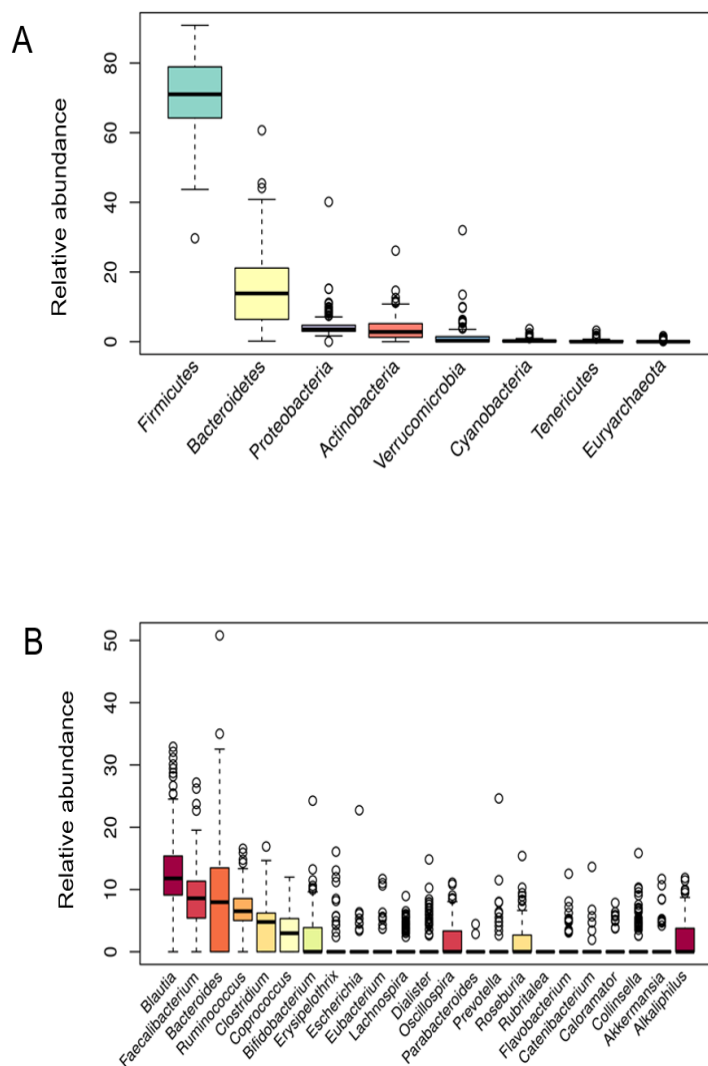 A
Relative abundance
80
60
40
20
0
Firmicutes
Bacteroidetes
Proteobacteria
Actinobacteria
Verrucomicrobia
Cyanobacteria
Tenericutes
Euryarchaeota
B
Relative abundance
50
40
30
20
10
0
Blautia
Faecalibacterium
Bacteroides
Ruminococcus
Clostridium
Coprococcus
Bifidobacterium
Erysipelothrix
Escherichia
Eubacterium
Lachnospira
Dialister
Oscillospira
Parabacteroides
Prevotella
Roseburia
Rubritalea
Flavobacterium
Catenibacterium
Caloramator
Collinsella
Akkermansia
Alkaliphilus